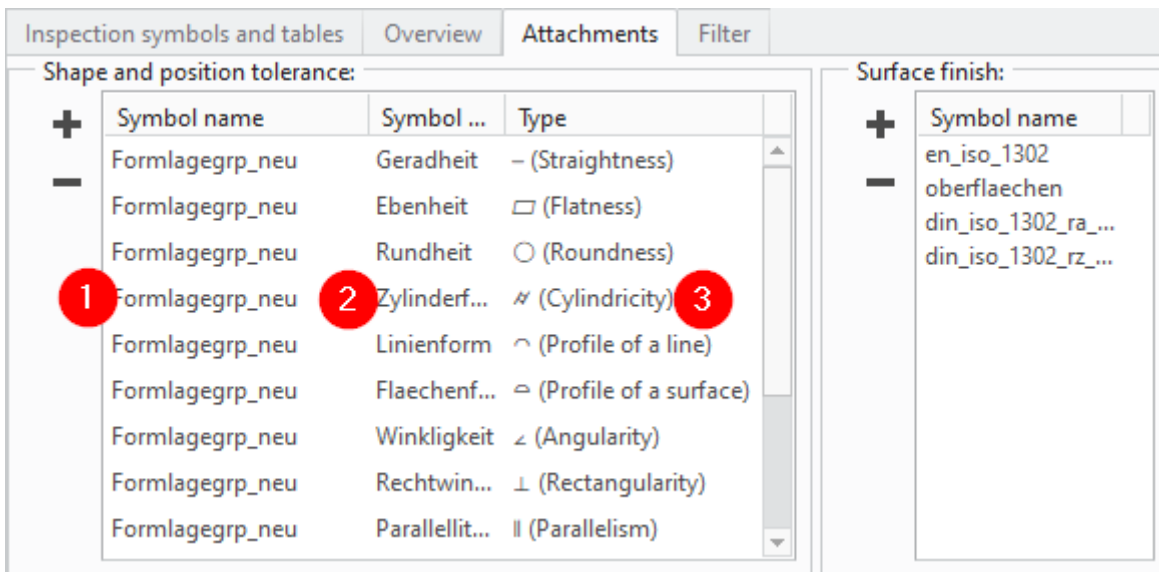 Inspection symbols and tables Overview Attachments Filter
Shape and position tolerance:
Symbol name Symbol ... Type
Formlagegrp_neu Geradheit – (Straightness)
Formlagegrp_neu Ebenheit ▱ (Flatness)
Formlagegrp_neu Rundheit ○ (Roundness)
1 Formlagegrp_neu 2 Zylinderf... ⌭ (Cylindricity) 3
Formlagegrp_neu Linienform ⌒ (Profile of a line)
Formlagegrp_neu Flaechenf... ⌓ (Profile of a surface)
Formlagegrp_neu Winkligkeit ∠ (Angularity)
Formlagegrp_neu Rechtwin... ⊥ (Rectangularity)
Formlagegrp_neu Parallellit... ∥ (Parallelism)
Surface finish:
Symbol name
en_iso_1302
oberflaechen
din_iso_1302_ra_...
din_iso_1302_rz_...